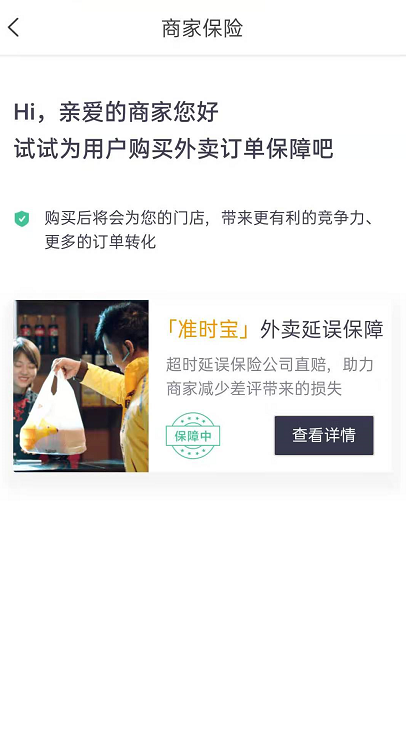 商家保险
Hi，亲爱的商家您好
试试为用户购买外卖订单保障吧
购买后将会为您的门店，带来更有利的竞争力、
更多的订单转化
「准时宝」外卖延误保障
超时延误保险公司直赔，助力
商家减少差评带来的损失
保障中
查看详情